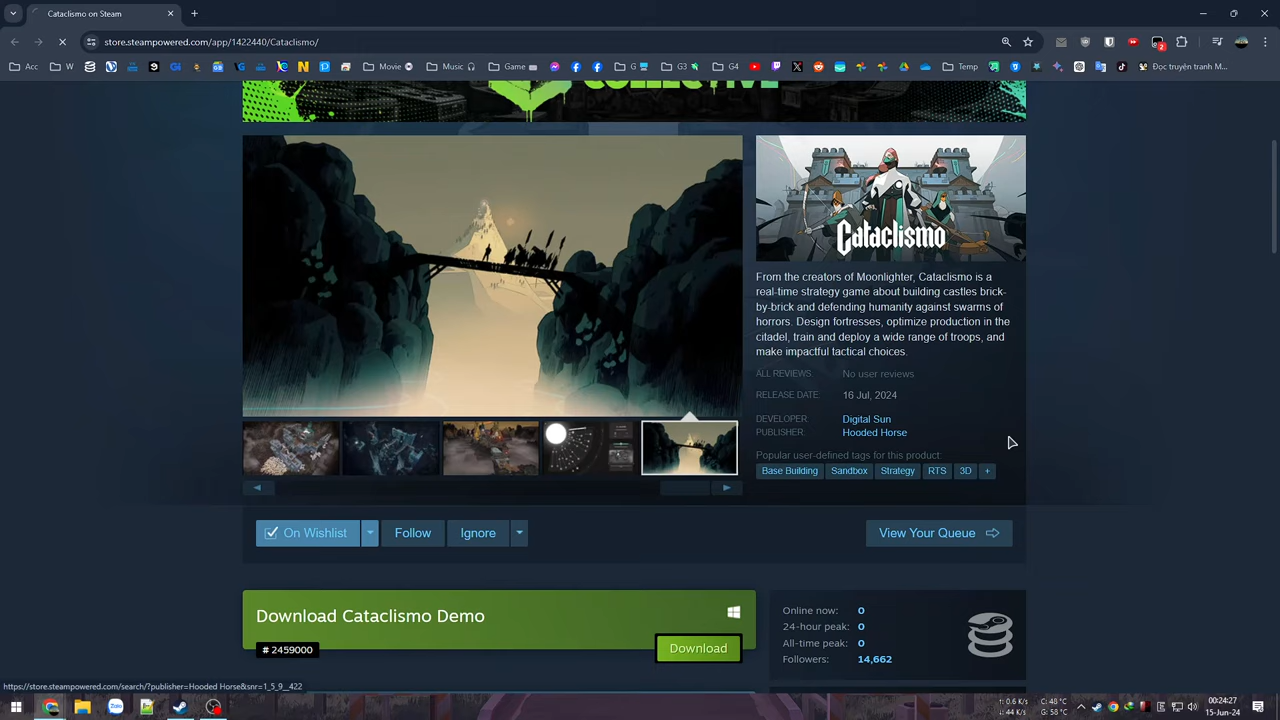 Cataclismo on Steam
store.steampowered.com/app/1422440/Cataclismo/
Acc W Movie Music Game G G3 G4 Temp Đọc truyện tranh M...
2
COLLECTIVE
Cataclismo
From the creators of Moonlighter, Cataclismo is a
real-time strategy game about building castles brick-
by-brick and defending humanity against swarms of
horrors. Design fortresses, optimize production in the
citadel, train and deploy a wide range of troops, and
make impactful tactical choices.
ALL REVIEWS: No user reviews
RELEASE DATE: 16 Jul, 2024
DEVELOPER: Digital Sun
PUBLISHER: Hooded Horse
Popular user-defined tags for this product:
Base Building Sandbox Strategy RTS 3D +
On Wishlist Follow Ignore View Your Queue
Download Cataclismo Demo
# 2459000
Download
Online now: 0
24-hour peak: 0
All-time peak: 0
Followers: 14,662
https://store.steampowered.com/search/?publisher=Hooded Horse&snr=1_5_9__422
↑: 0.6 K/s C: 48 °C
↓: 44 K/s G: 58 °C
00:24:27
15-Jun-24